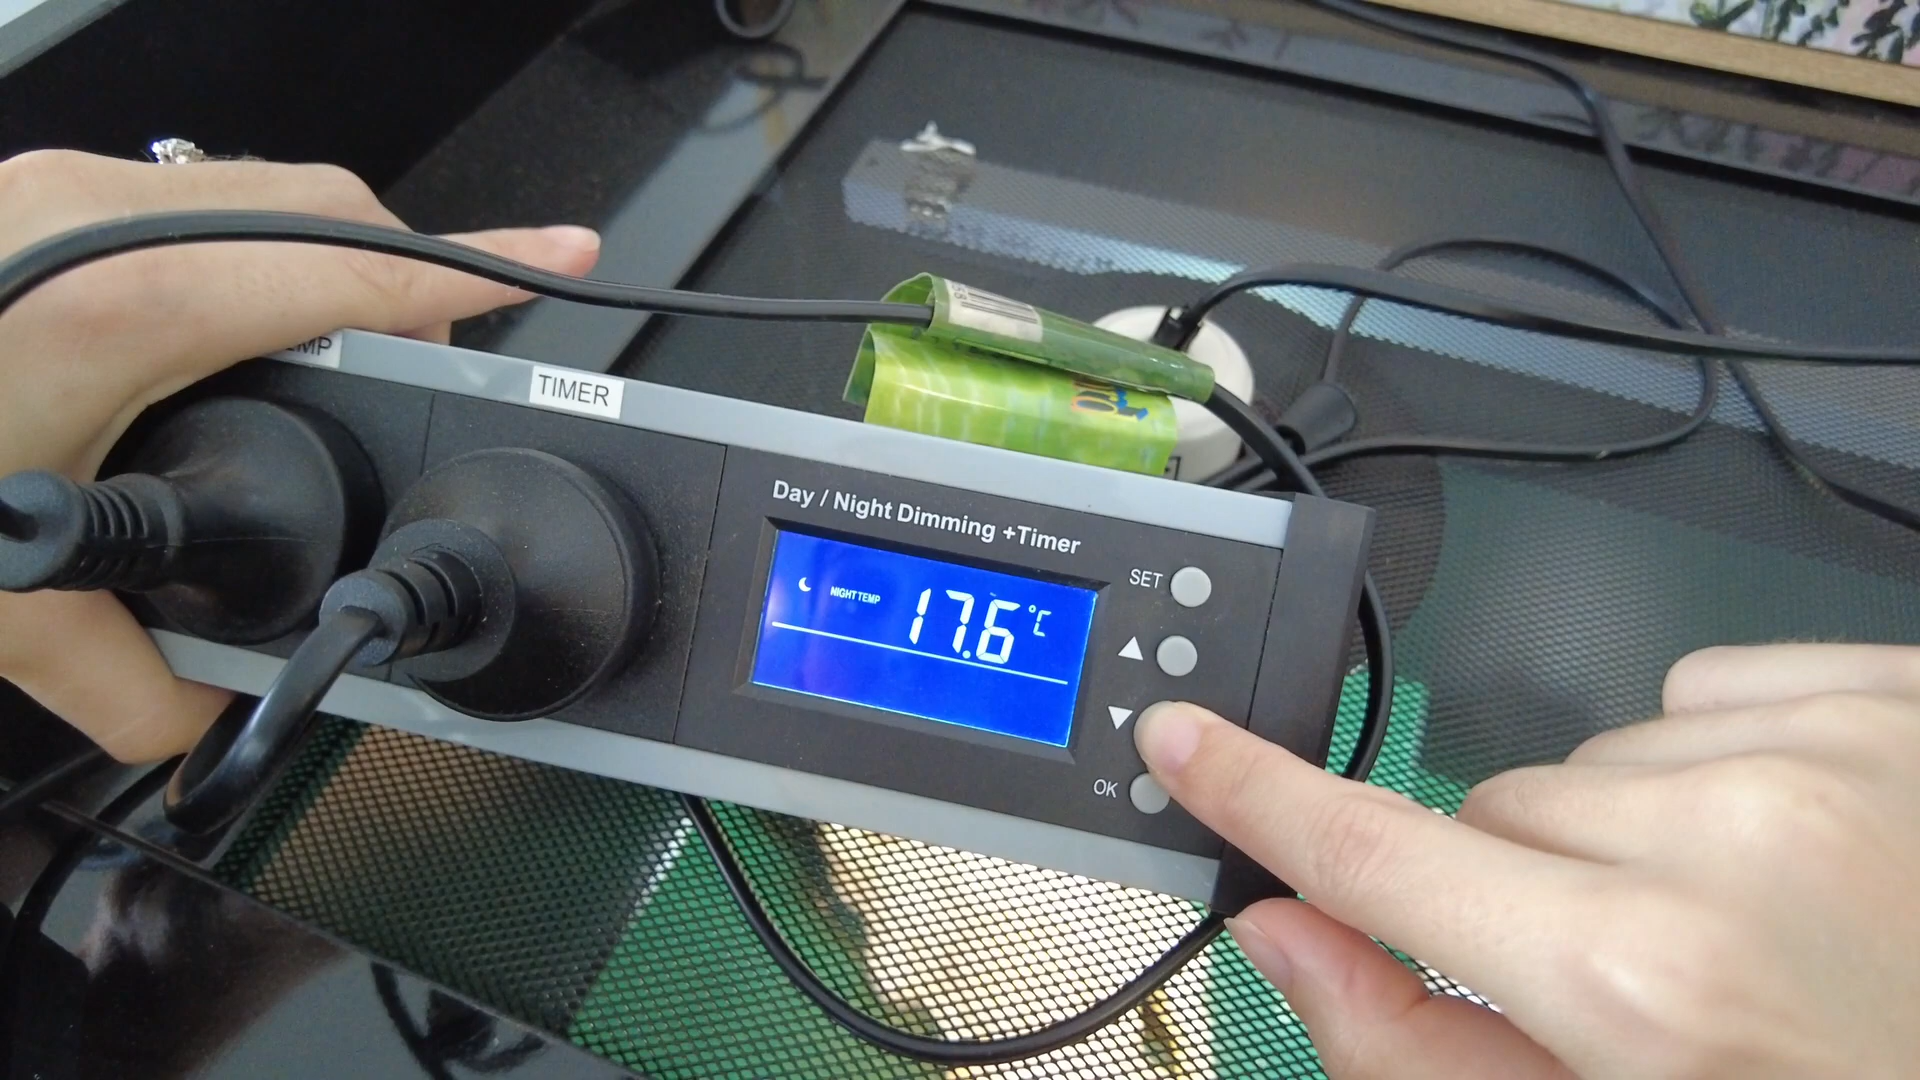 TIMER
Day / Night Dimming +Timer
SET
NIGHT TEMP 17.6 °C
OK